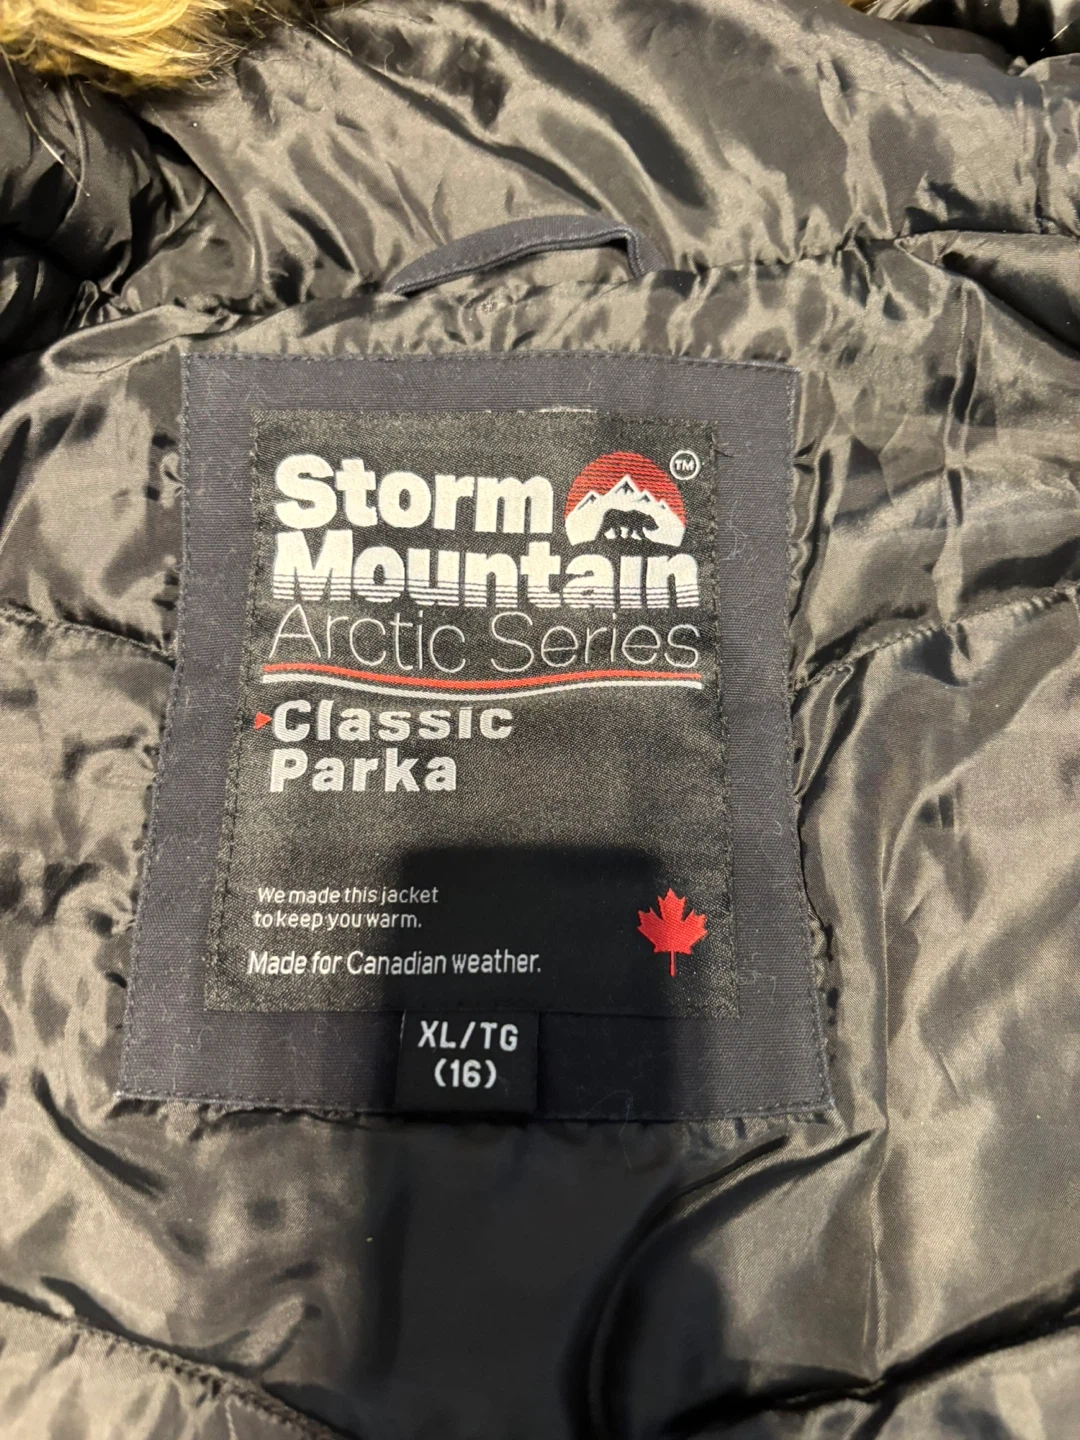 Storm
TM
Mountain
Arctic Series
Classic
Parka
We made this jacket
to keep you warm.
Made for Canadian weather.
XL/TG
(16)